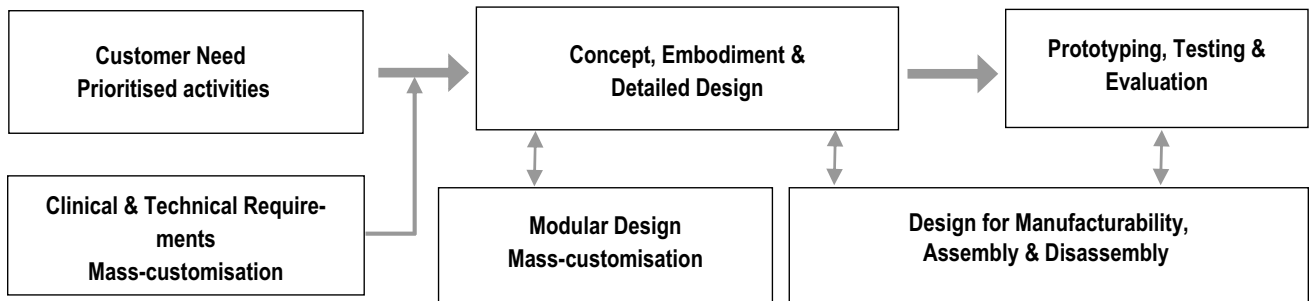 Customer Need
Prioritised activities
Concept, Embodiment &
Detailed Design
Prototyping, Testing &
Evaluation
Clinical & Technical Require-
ments
Mass-customisation
Modular Design
Mass-customisation
Design for Manufacturability,
Assembly & Disassembly